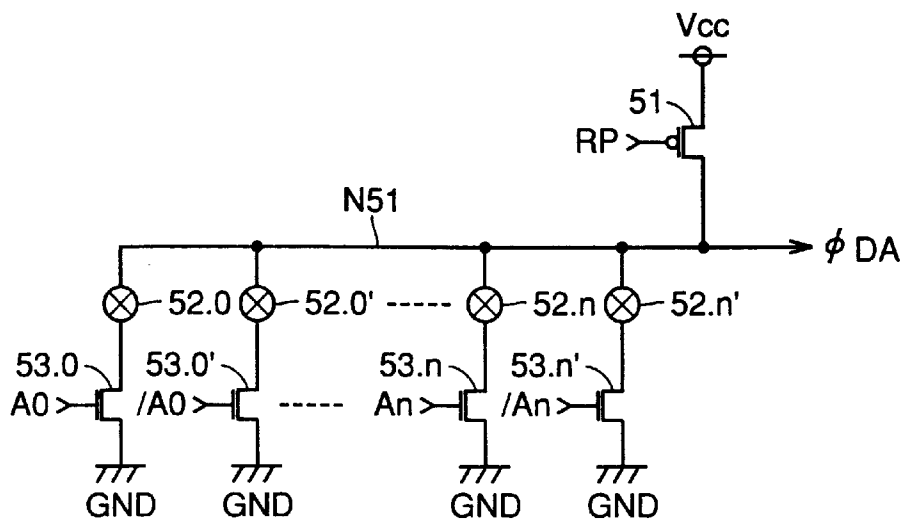 Vcc
51
RP
N51
φ DA
52.0
52.0'
52.n
52.n'
53.0
53.0'
53.n
53.n'
A0
/A0
An
/An
GND
GND
GND
GND